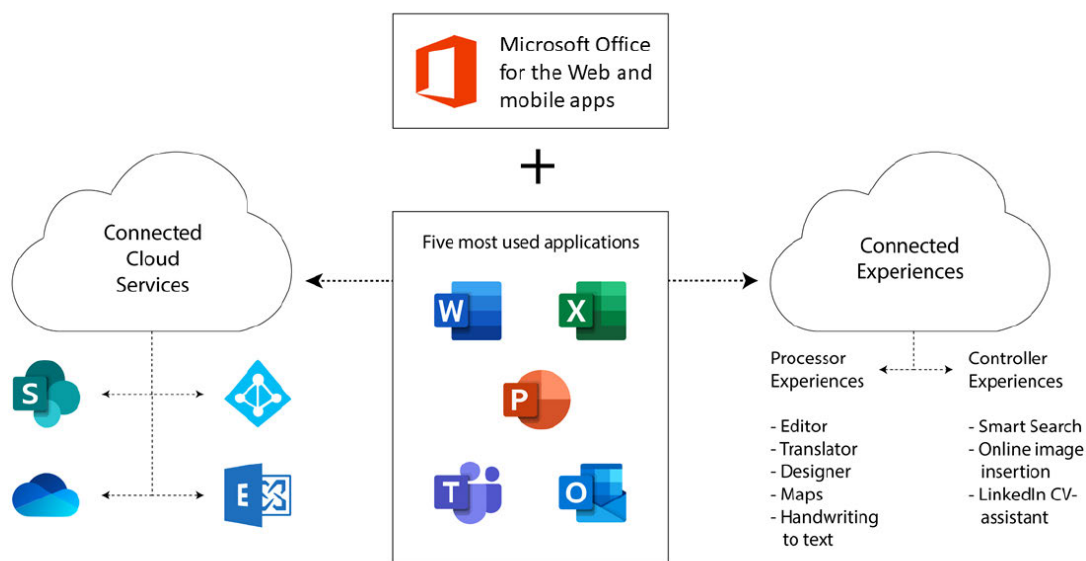 Microsoft Office
for the Web and
mobile apps
+
Connected
Cloud
Services
S
E
Five most used applications
W
X
P
T
O
Connected
Experiences
Processor
Experiences
- Editor
- Translator
- Designer
- Maps
- Handwriting
to text
Controller
Experiences
- Smart Search
- Online image
insertion
- LinkedIn CV-
assistant